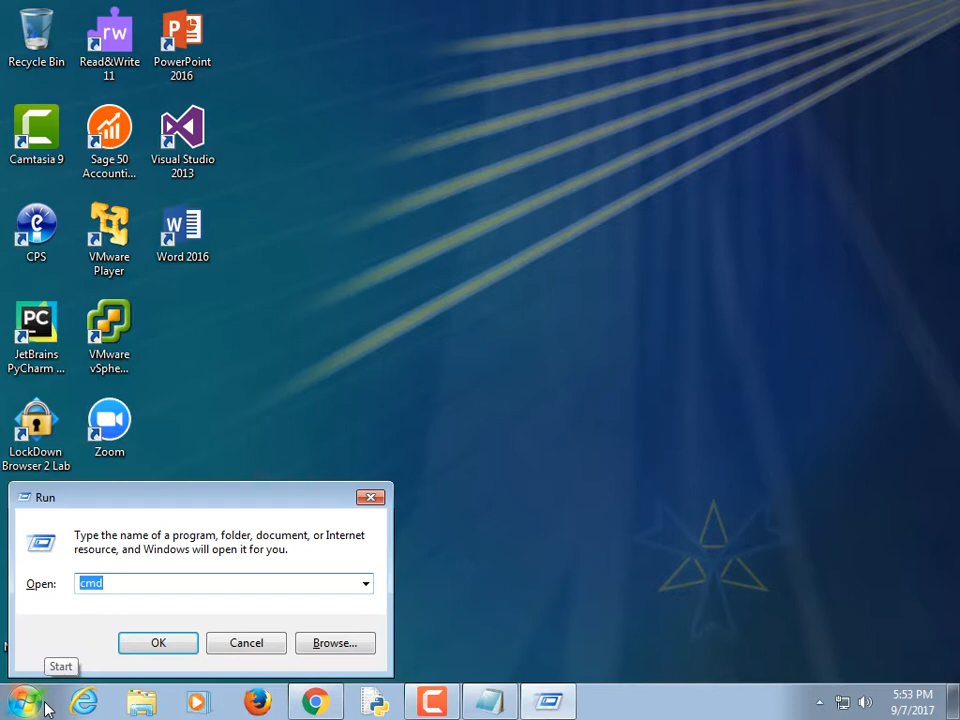 Recycle Bin
rw
Read&Write
11
P
PowerPoint
2016
Camtasia 9
Sage 50
Accounti...
Visual Studio
2013
CPS
VMware
Player
W
Word 2016
PC
JetBrains
PyCharm ...
VMware
vSphe...
LockDown
Browser 2 Lab
Zoom
Run
Type the name of a program, folder, document, or Internet
resource, and Windows will open it for you.
Open:
cmd
OK
Cancel
Browse...
Start
5:53 PM
9/7/2017